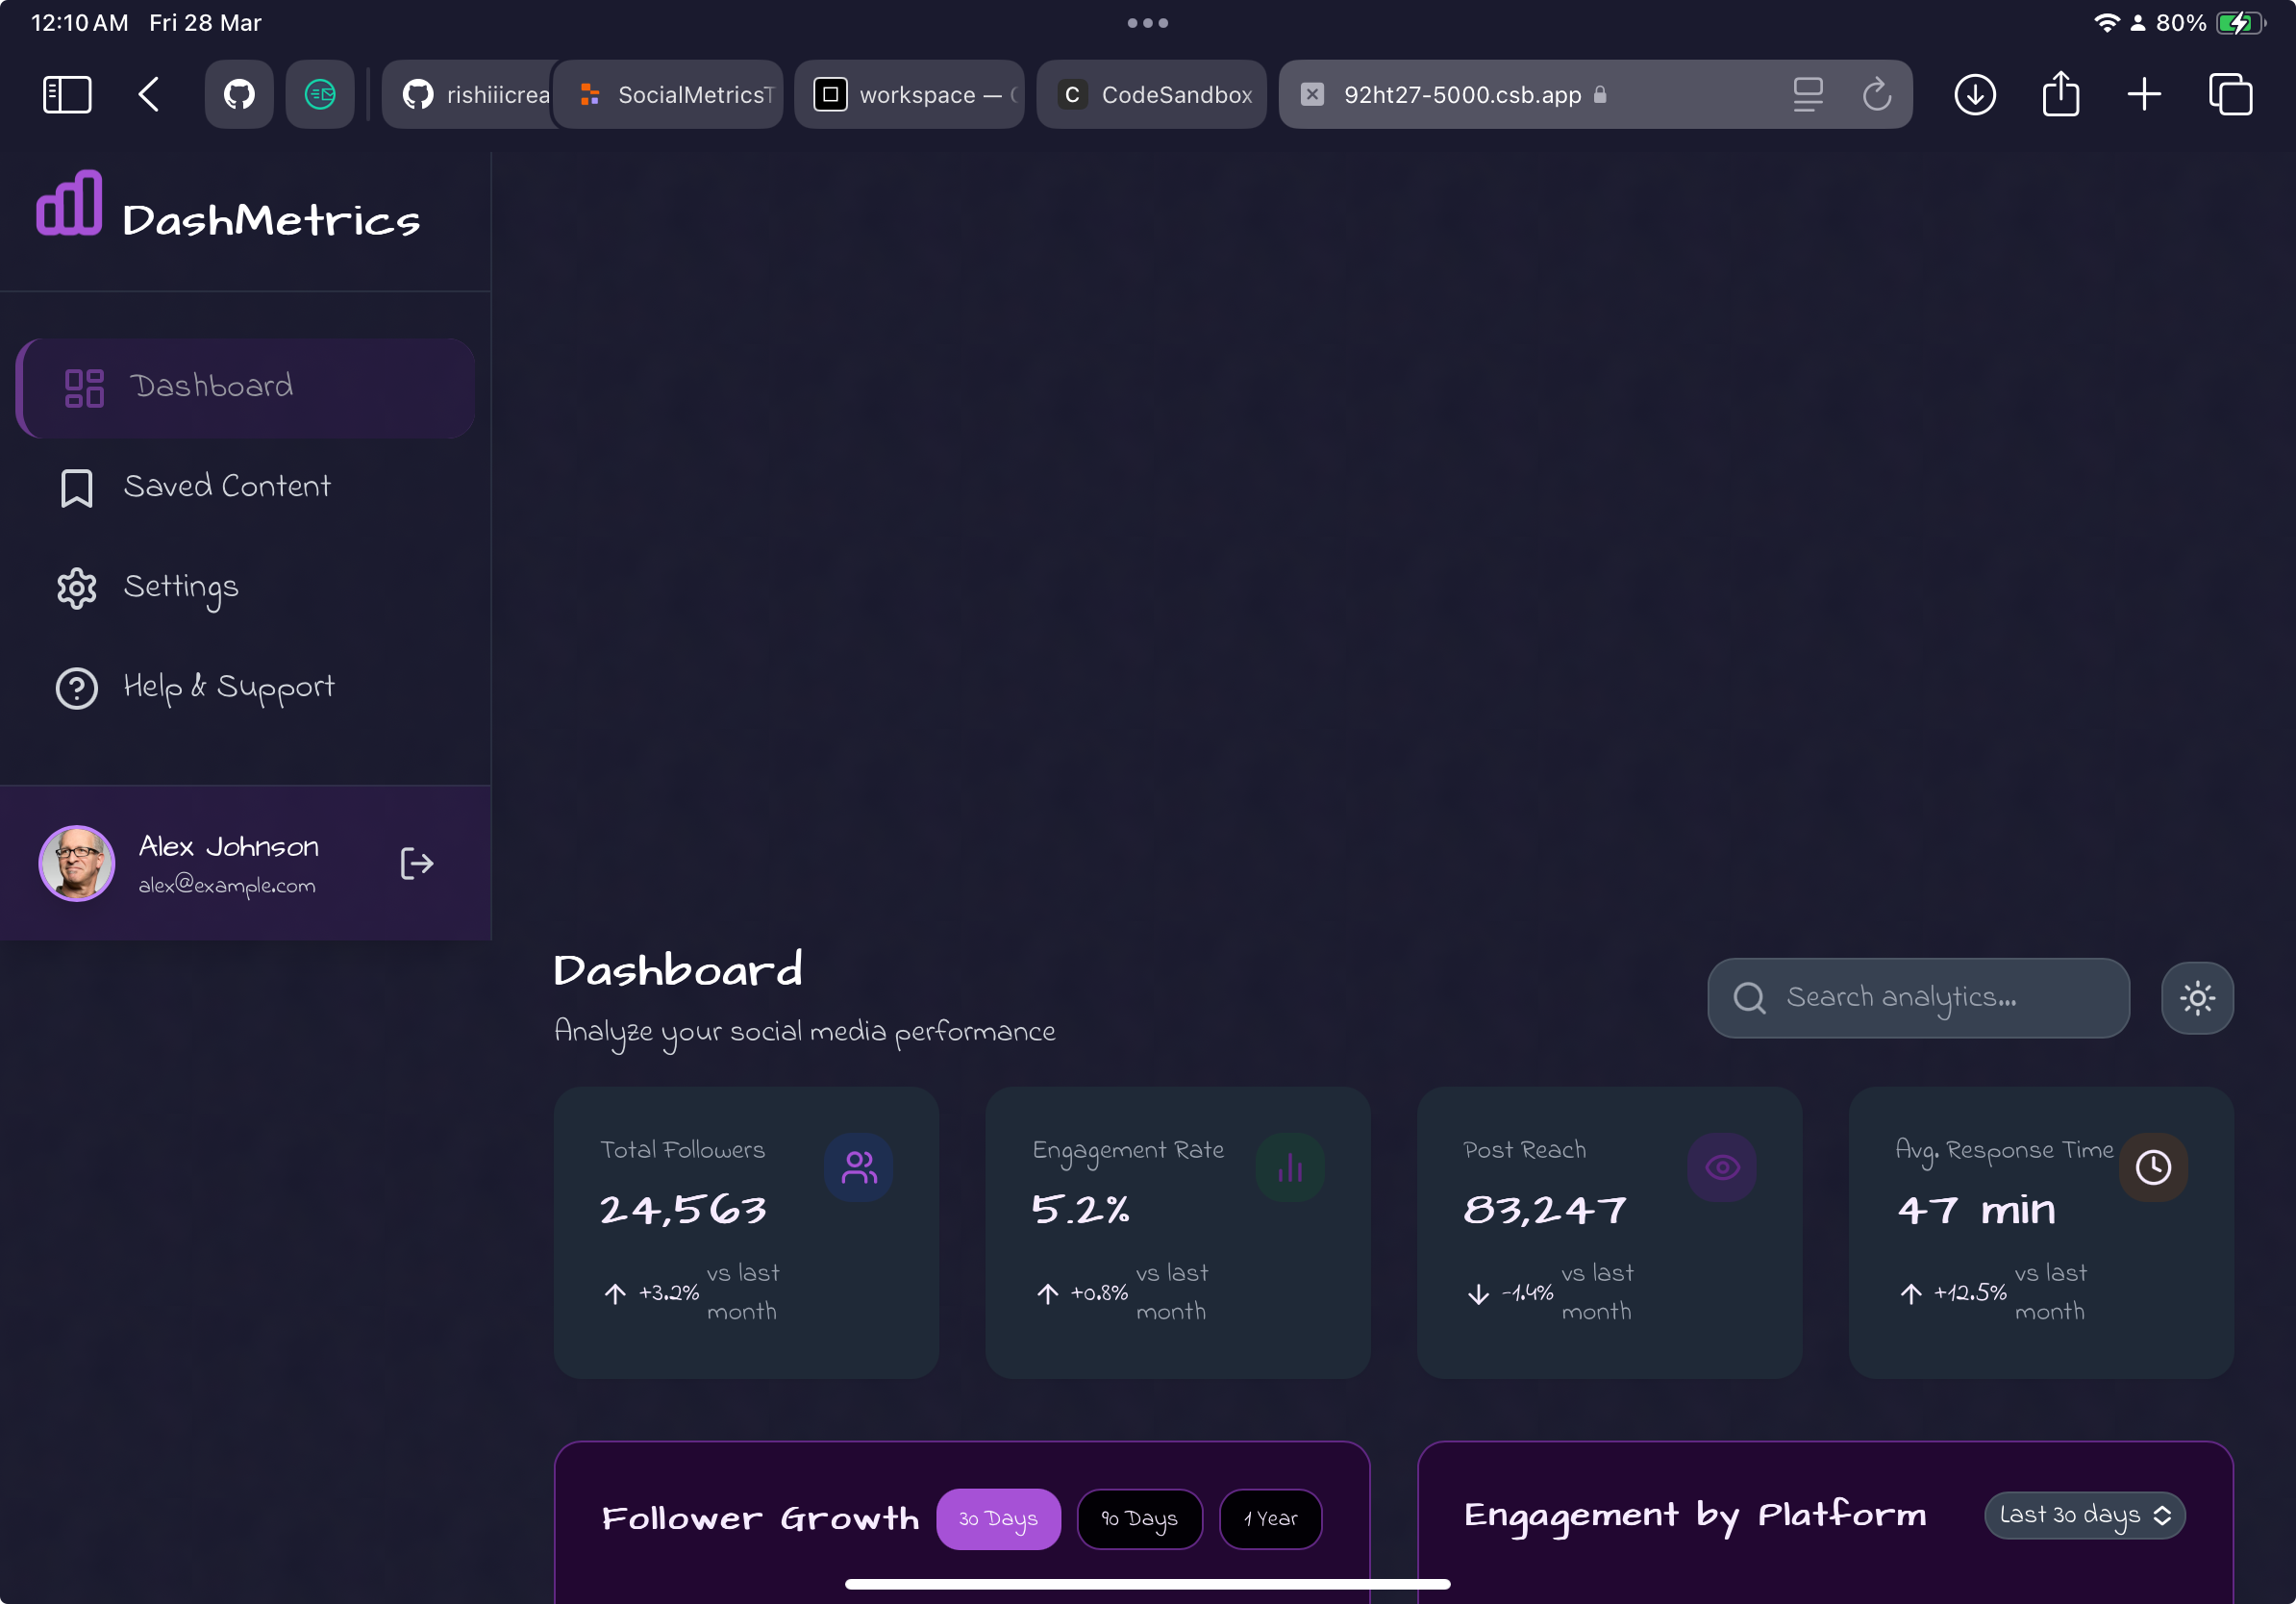 12:10 AM Fri 28 Mar
80%
rishiiicrea
SocialMetricsT
workspace —
C CodeSandbox
92ht27-5000.csb.app
DashMetrics
Dashboard
Saved Content
Settings
Help & Support
Alex Johnson
alex@example.com
Dashboard
Analyze your social media performance
Search analytics...
Total Followers
24,563
+3.2% vs last
month
Engagement Rate
5.2%
+0.8% vs last
month
Post Reach
83,247
-1.4% vs last
month
Avg. Response Time
47 min
+12.5% vs last
month
Follower Growth
30 Days
90 Days
1 Year
Engagement by Platform
Last 30 days